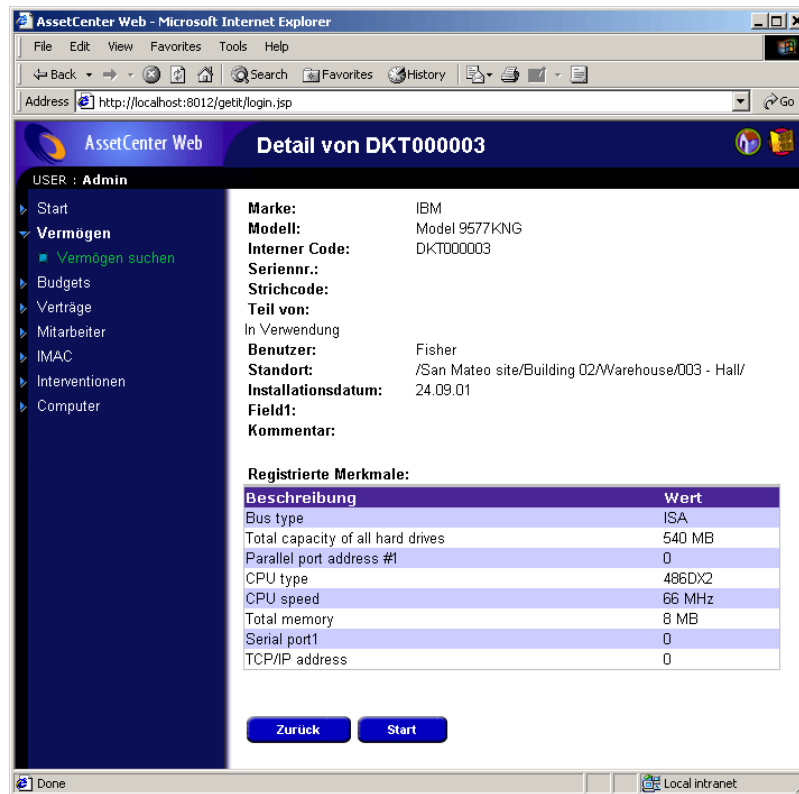 AssetCenter Web - Microsoft Internet Explorer
File Edit View Favorites Tools Help
Back Search Favorites History
Address http://localhost:8012/getit/login.jsp Go
AssetCenter Web
Detail von DKT000003
USER : Admin
Start
Vermögen
Vermögen suchen
Budgets
Verträge
Mitarbeiter
IMAC
Interventionen
Computer
Marke: IBM
Modell: Model 9577KNG
Interner Code: DKT000003
Seriennr.:
Strichcode:
Teil von:
In Verwendung
Benutzer: Fisher
Standort: /San Mateo site/Building 02/Warehouse/003 - Hall/
Installationsdatum: 24.09.01
Field1:
Kommentar:
Registrierte Merkmale:
Beschreibung Wert
Bus type ISA
Total capacity of all hard drives 540 MB
Parallel port address #1 0
CPU type 486DX2
CPU speed 66 MHz
Total memory 8 MB
Serial port1 0
TCP/IP address 0
Zurück Start
Done Local intranet